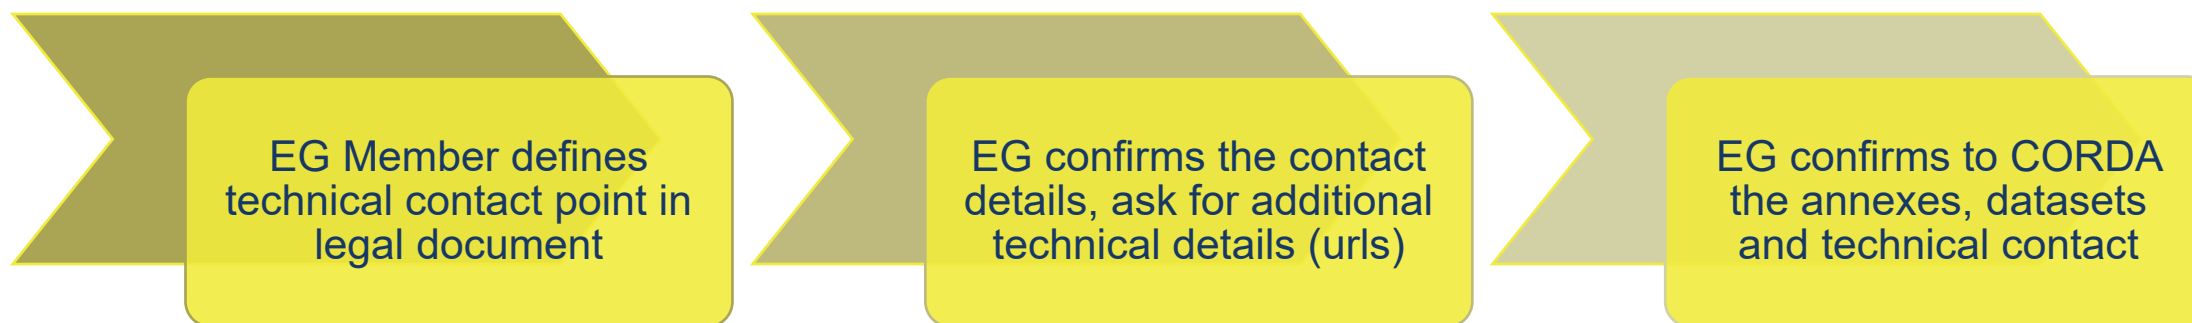 EG Member defines
technical contact point in
legal document
EG confirms the contact
details, ask for additional
technical details (urls)
EG confirms to CORDA
the annexes, datasets
and technical contact